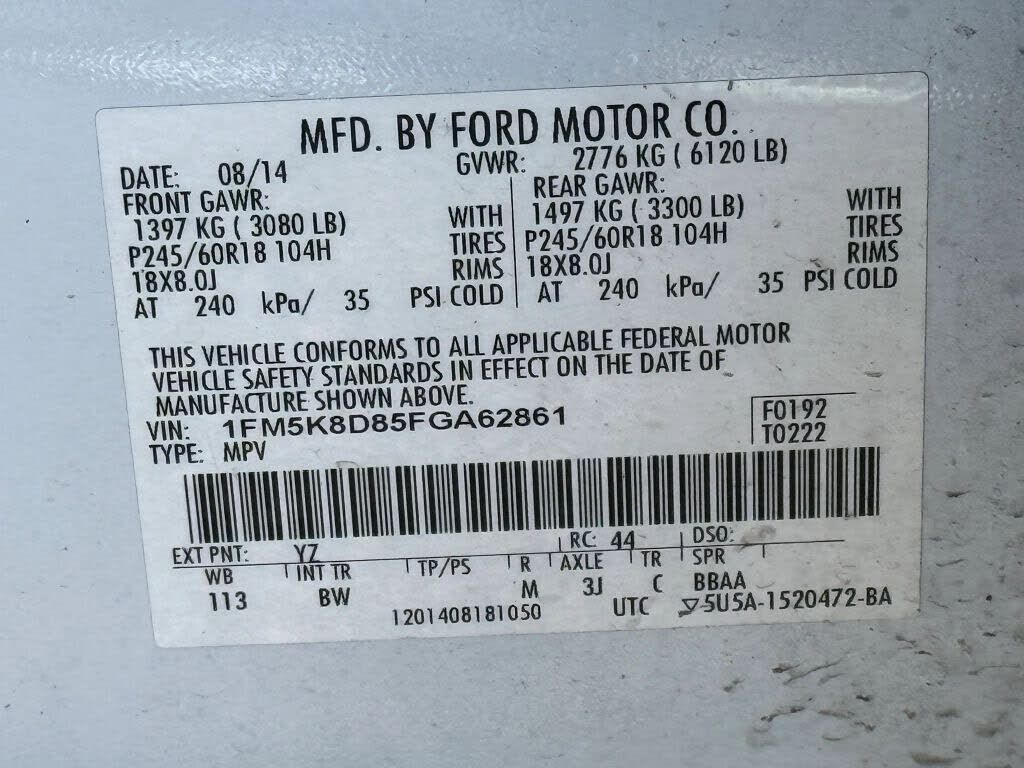 MFD. BY FORD MOTOR CO.
DATE: 08/14 GVWR: 2776 KG ( 6120 LB)
FRONT GAWR: REAR GAWR:
1397 KG ( 3080 LB) WITH 1497 KG ( 3300 LB) WITH
P245/60R18 104H TIRES P245/60R18 104H TIRES
18X8.0J RIMS 18X8.0J RIMS
AT 240 kPa/ 35 PSI COLD AT 240 kPa/ 35 PSI COLD
THIS VEHICLE CONFORMS TO ALL APPLICABLE FEDERAL MOTOR
VEHICLE SAFETY STANDARDS IN EFFECT ON THE DATE OF
MANUFACTURE SHOWN ABOVE.
VIN: 1FM5K8D85FGA62861 F0192
TYPE: MPV T0222
EXT PNT: YZ RC: 44 DSO:
WB INT TR TP/PS R AXLE TR SPR
113 BW M 3J C BBAA
1201408181050 UTC ▽5U5A-1520472-BA